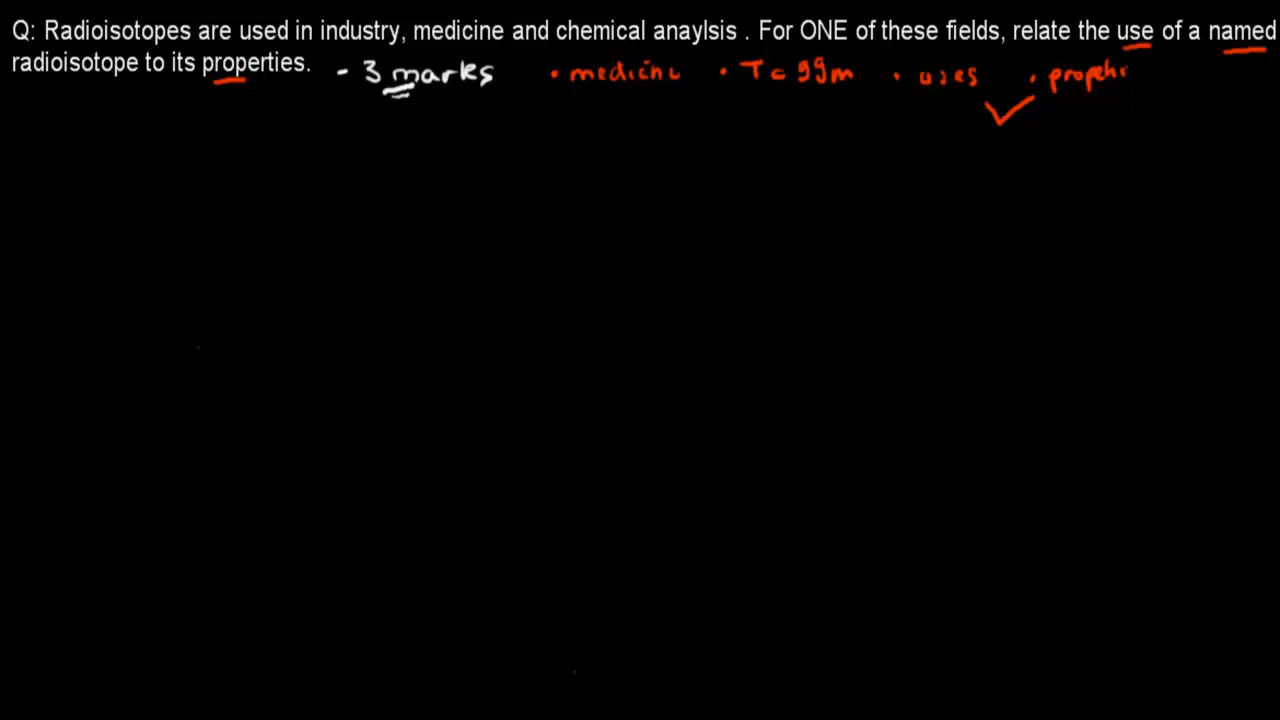 Q: Radioisotopes are used in industry, medicine and chemical anaylsis . For ONE of these fields, relate the use of a named
radioisotope to its properties. - 3 marks • medicine • Tc 99m • uses •